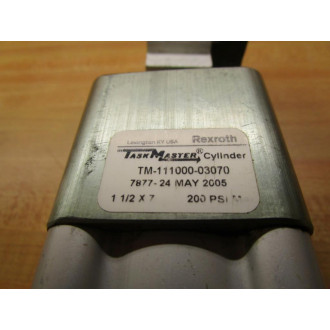 Lexington KY USA Rexroth
TASKMASTER® Cylinder
TM-111000-03070
7877-24 MAY 2005
1 1/2 X 7 200 PSI